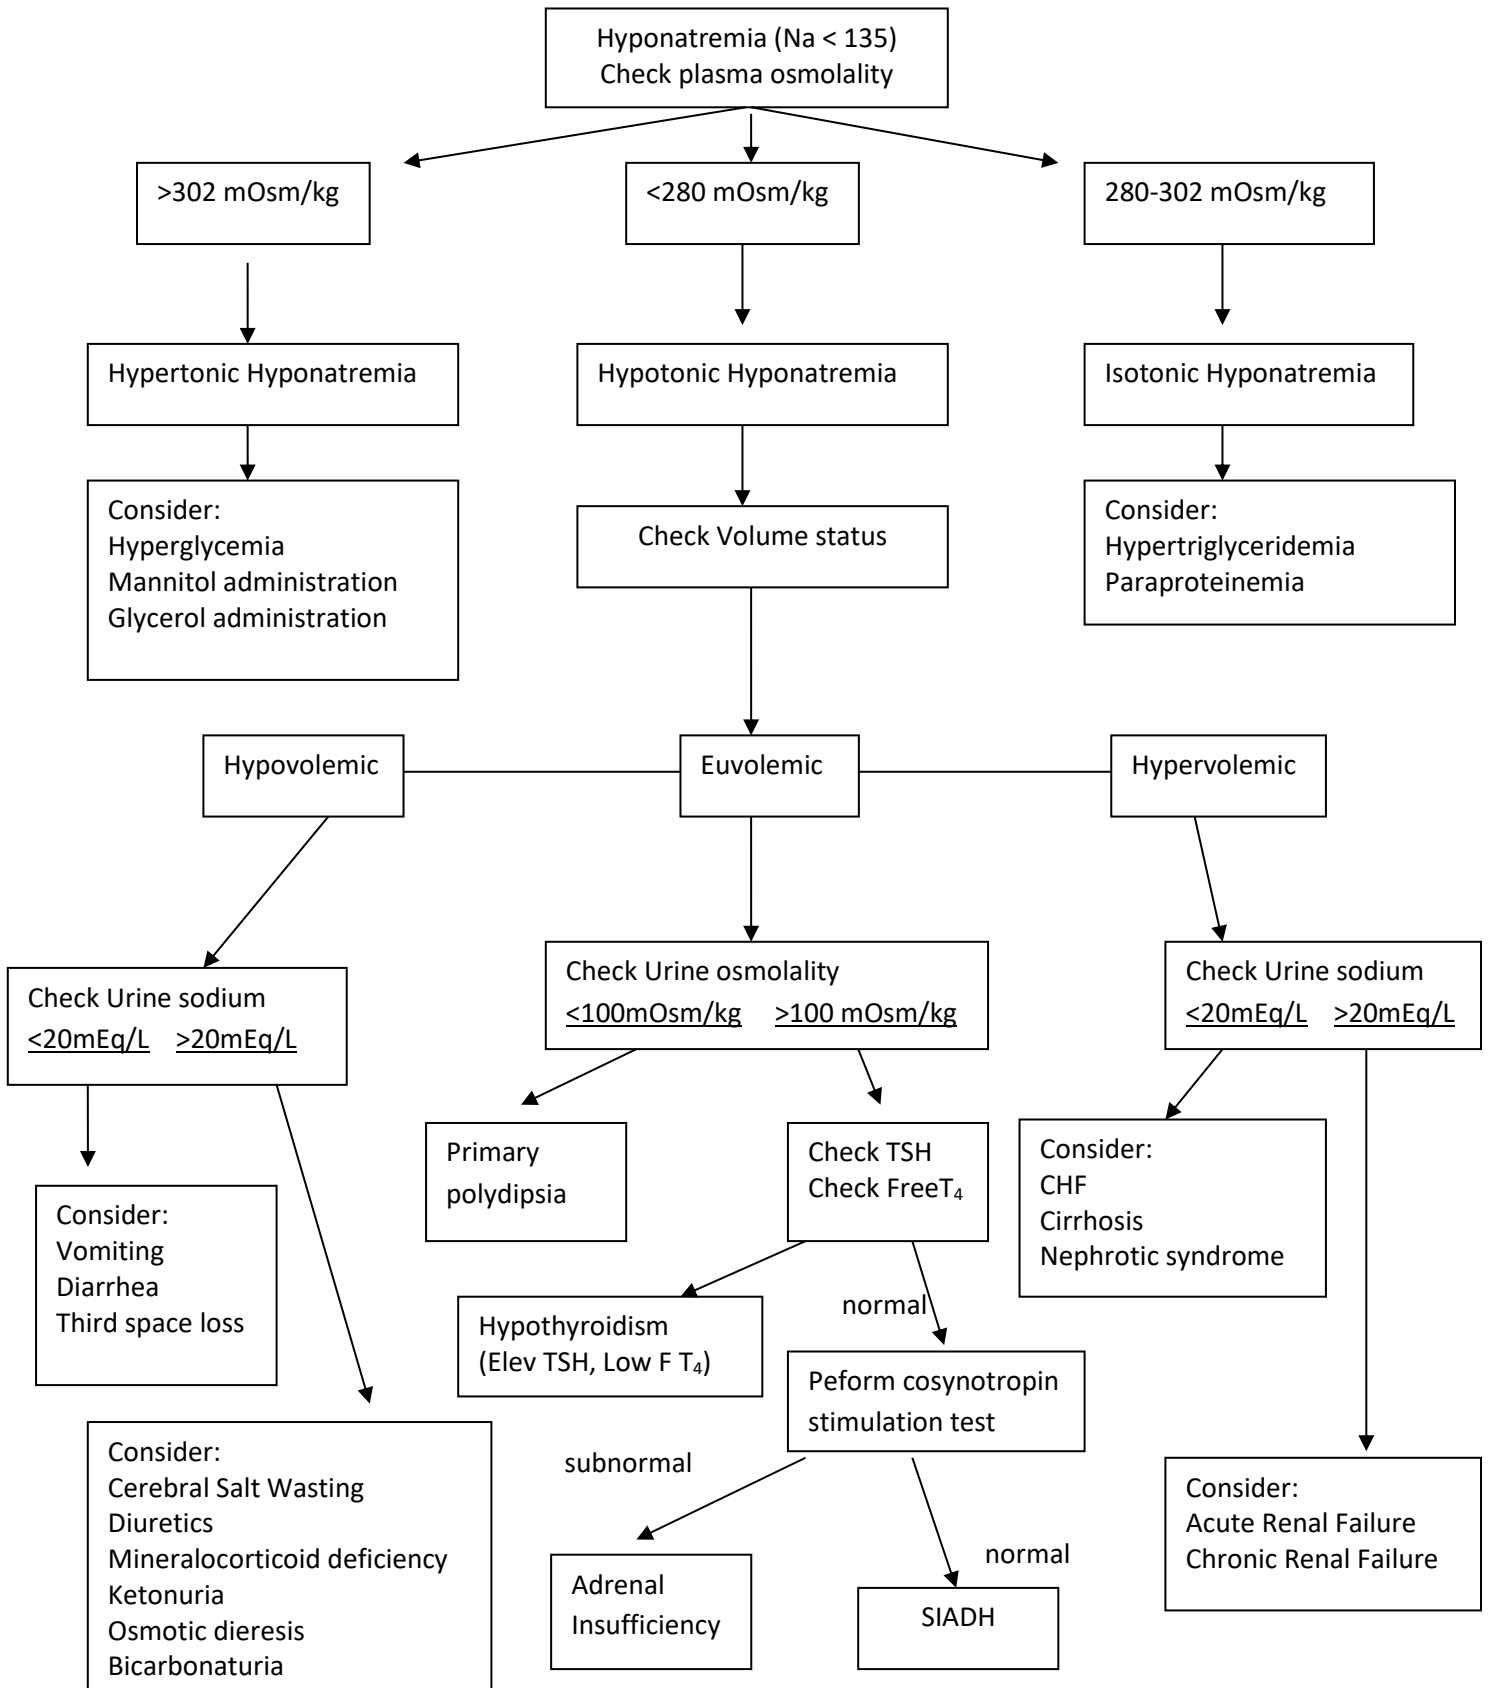 Hyponatremia (Na < 135)
Check plasma osmolality
>302 mOsm/kg
<280 mOsm/kg
280-302 mOsm/kg
Hypertonic Hyponatremia
Hypotonic Hyponatremia
Isotonic Hyponatremia
Consider:
Hyperglycemia
Mannitol administration
Glycerol administration
Check Volume status
Consider:
Hypertriglyceridemia
Paraproteinemia
Hypovolemic
Euvolemic
Hypervolemic
Check Urine sodium
<20mEq/L >20mEq/L
Check Urine osmolality
<100mOsm/kg >100 mOsm/kg
Check Urine sodium
<20mEq/L >20mEq/L
Consider:
Vomiting
Diarrhea
Third space loss
Primary
polydipsia
Check TSH
Check FreeT₄
Consider:
CHF
Cirrhosis
Nephrotic syndrome
Hypothyroidism
(Elev TSH, Low F T₄)
normal
Peform cosynotropin
stimulation test
Consider:
Cerebral Salt Wasting
Diuretics
Mineralocorticoid deficiency
Ketonuria
Osmotic dieresis
Bicarbonaturia
subnormal
normal
Adrenal
Insufficiency
SIADH
Consider:
Acute Renal Failure
Chronic Renal Failure